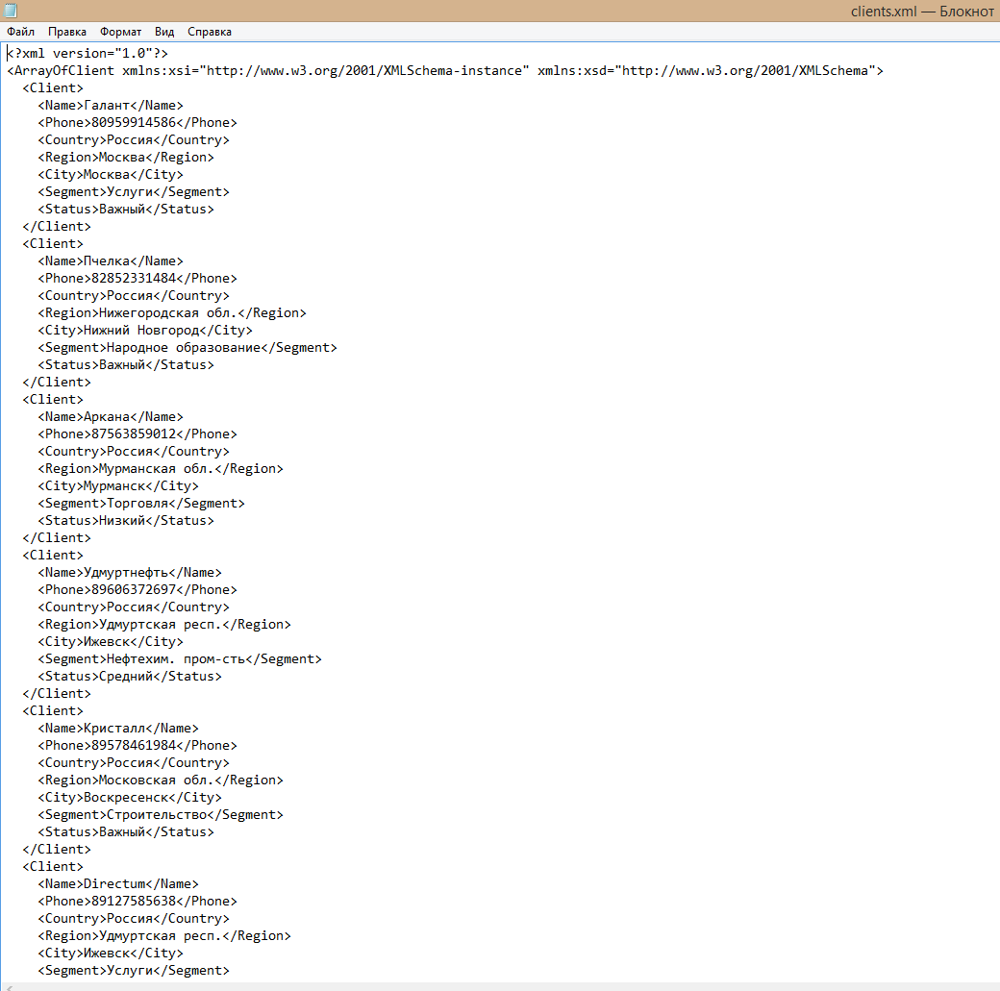 clients.xml — Блокнот
Файл Правка Формат Вид Справка
<?xml version="1.0"?>
<ArrayOfClient xmlns:xsi="http://www.w3.org/2001/XMLSchema-instance" xmlns:xsd="http://www.w3.org/2001/XMLSchema">
<Client>
<Name>Галант</Name>
<Phone>80959914586</Phone>
<Country>Россия</Country>
<Region>Москва</Region>
<City>Москва</City>
<Segment>Услуги</Segment>
<Status>Важный</Status>
</Client>
<Client>
<Name>Пчелка</Name>
<Phone>82852331484</Phone>
<Country>Россия</Country>
<Region>Нижегородская обл.</Region>
<City>Нижний Новгород</City>
<Segment>Народное образование</Segment>
<Status>Важный</Status>
</Client>
<Client>
<Name>Аркана</Name>
<Phone>87563859012</Phone>
<Country>Россия</Country>
<Region>Мурманская обл.</Region>
<City>Мурманск</City>
<Segment>Торговля</Segment>
<Status>Низкий</Status>
</Client>
<Client>
<Name>Удмуртнефть</Name>
<Phone>89606372697</Phone>
<Country>Россия</Country>
<Region>Удмуртская респ.</Region>
<City>Ижевск</City>
<Segment>Нефтехим. пром-сть</Segment>
<Status>Средний</Status>
</Client>
<Client>
<Name>Кристалл</Name>
<Phone>89578461984</Phone>
<Country>Россия</Country>
<Region>Московская обл.</Region>
<City>Воскресенск</City>
<Segment>Строительство</Segment>
<Status>Важный</Status>
</Client>
<Client>
<Name>Directum</Name>
<Phone>89127585638</Phone>
<Country>Россия</Country>
<Region>Удмуртская респ.</Region>
<City>Ижевск</City>
<Segment>Услуги</Segment>